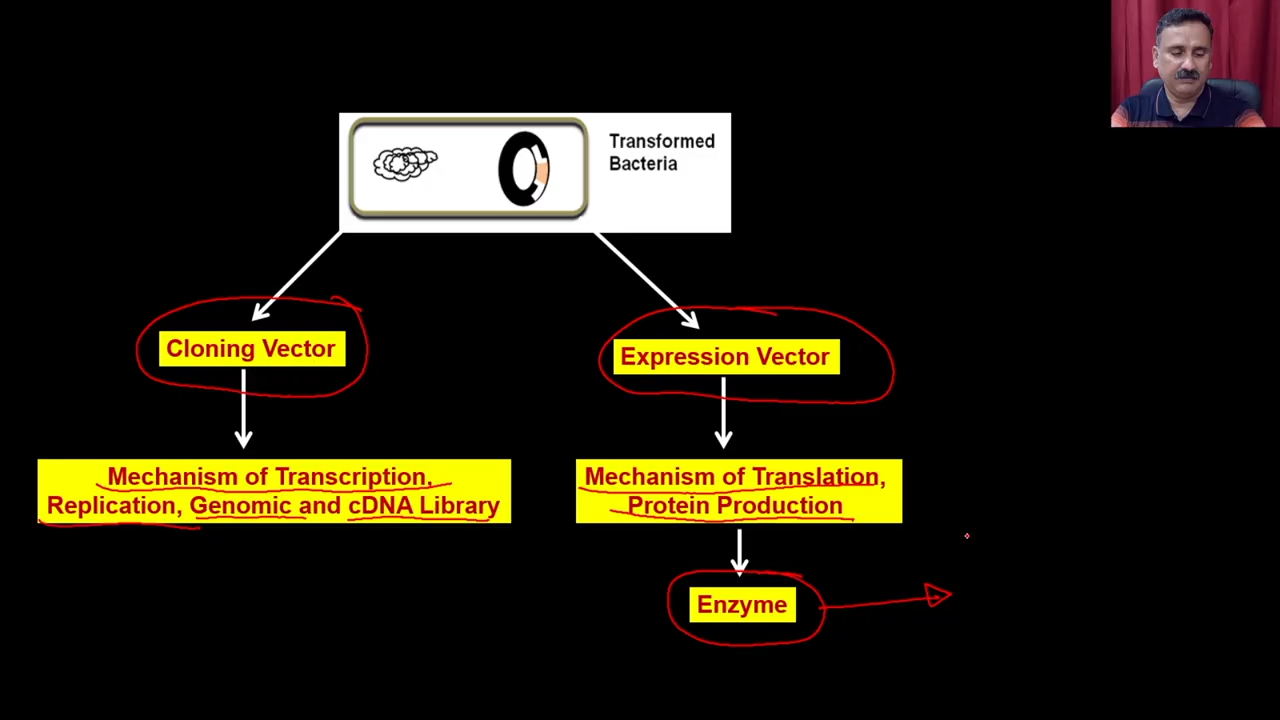 Transformed
Bacteria
Cloning Vector
Expression Vector
Mechanism of Transcription,
Replication, Genomic and cDNA Library
Mechanism of Translation,
Protein Production
Enzyme